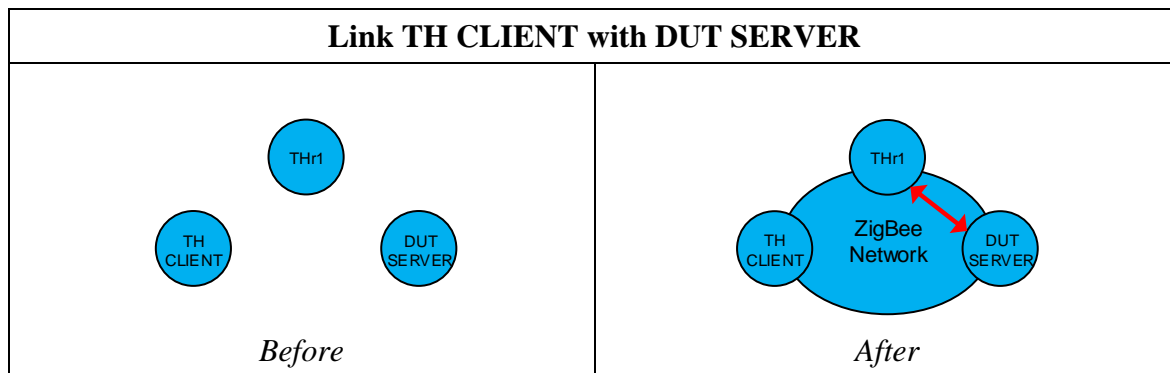 Link TH CLIENT with DUT SERVER
THr1
TH
CLIENT
DUT
SERVER
Before
THr1
TH
CLIENT
ZigBee
Network
DUT
SERVER
After